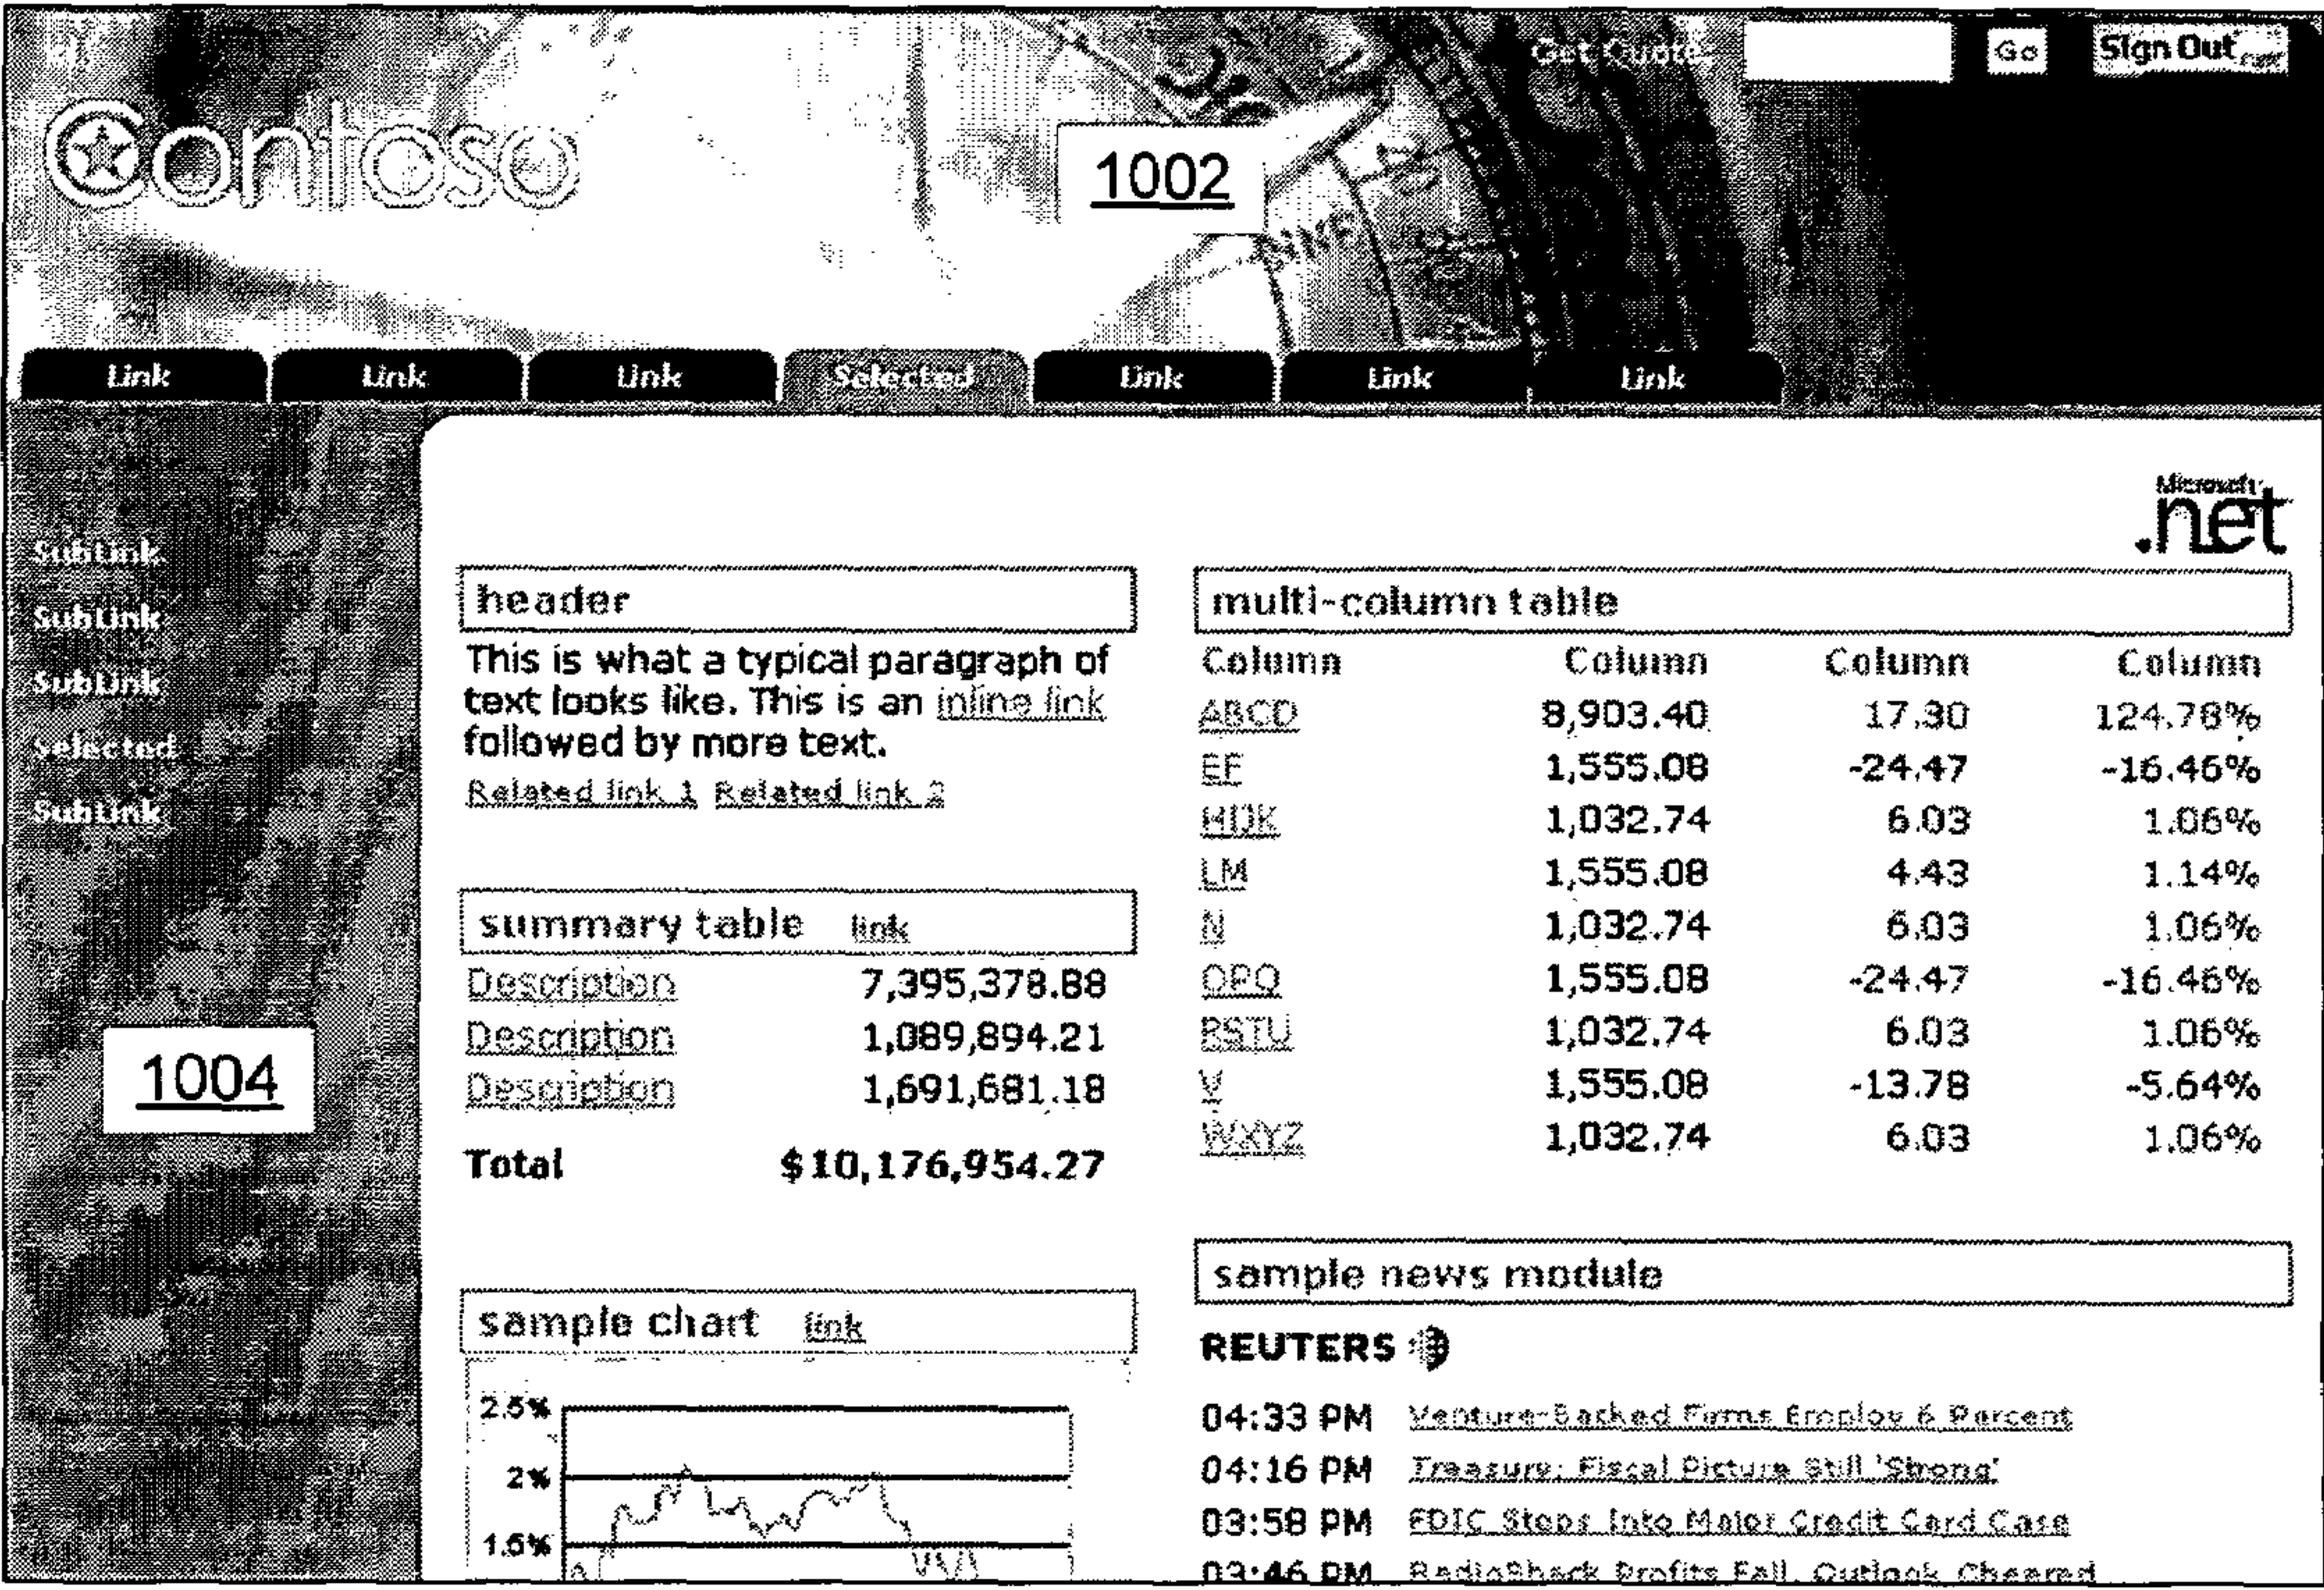 Get Quote
Go
Sign Out
Contoso
1002
Link Link Link Selected Link Link Link
Microsoft
.net
SubLink
SubLink
SubLink
Selected
SubLink
1004
header
This is what a typical paragraph of
text looks like. This is an inline link
followed by more text.
Related link 1 Related link 2
summary table link
Description 7,395,378.88
Description 1,089,894.21
Description 1,691,681.18
Total $10,176,954.27
sample chart link
2.5%
2%
1.5%
multi-column table
Column Column Column Column
ABCD 8,903.40 17.30 124.78%
EF 1,555.08 -24.47 -16.46%
HIJK 1,032.74 6.03 1.06%
LM 1,555.08 4.43 1.14%
N 1,032.74 6.03 1.06%
OPQ 1,555.08 -24.47 -16.46%
RSTU 1,032.74 6.03 1.06%
V 1,555.08 -13.78 -5.64%
WXYZ 1,032.74 6.03 1.06%
sample news module
REUTERS
04:33 PM Venture-Backed Firms Employ 6 Percent
04:16 PM Treasury: Fiscal Picture Still 'Strong'
03:58 PM FDIC Steps Into Major Credit Card Case
03:46 PM RadioShack Profits Fall, Outlook Cheered